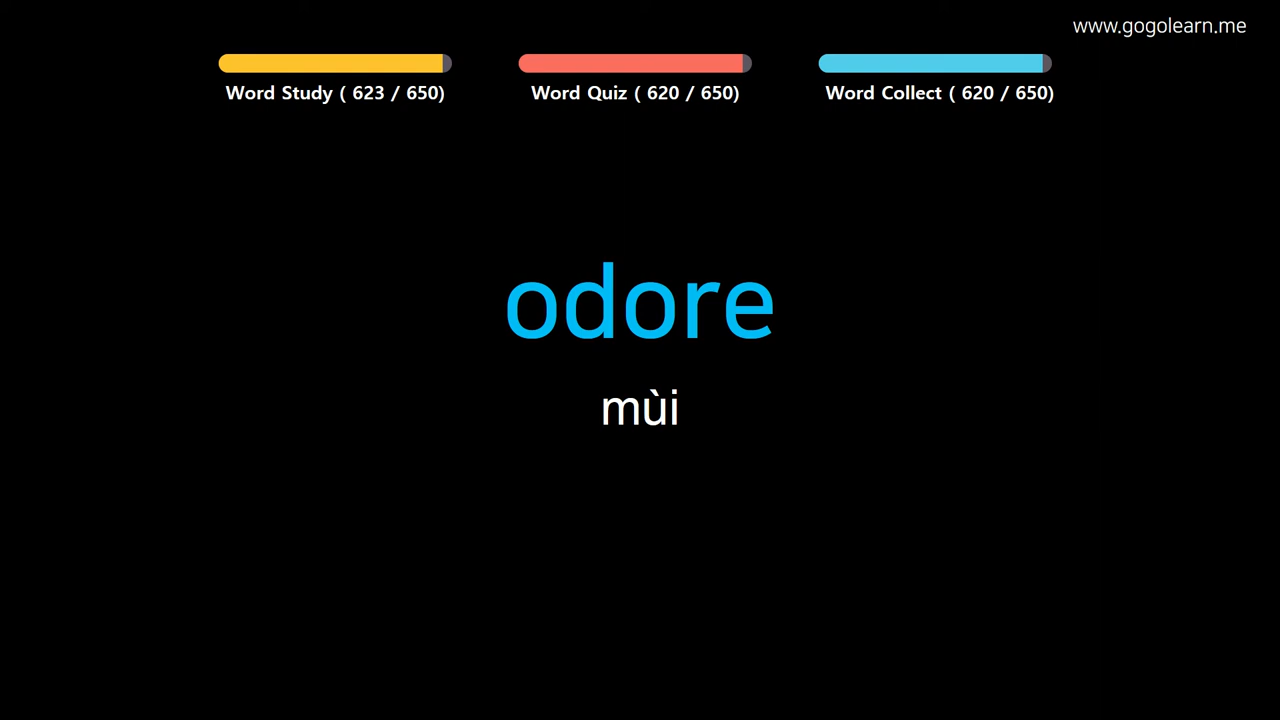 www.gogolearn.me
Word Study ( 623 / 650)
Word Quiz ( 620 / 650)
Word Collect ( 620 / 650)
odore
mùi